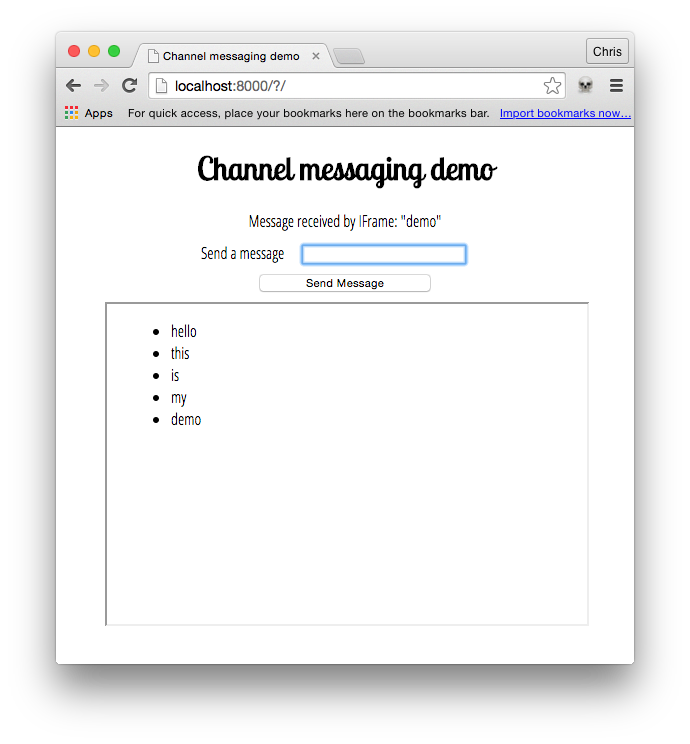 Channel messaging demo
Chris
localhost:8000/?/
Apps For quick access, place your bookmarks here on the bookmarks bar. Import bookmarks now...
Channel messaging demo
Message received by IFrame: "demo"
Send a message
Send Message
hello
this
is
my
demo